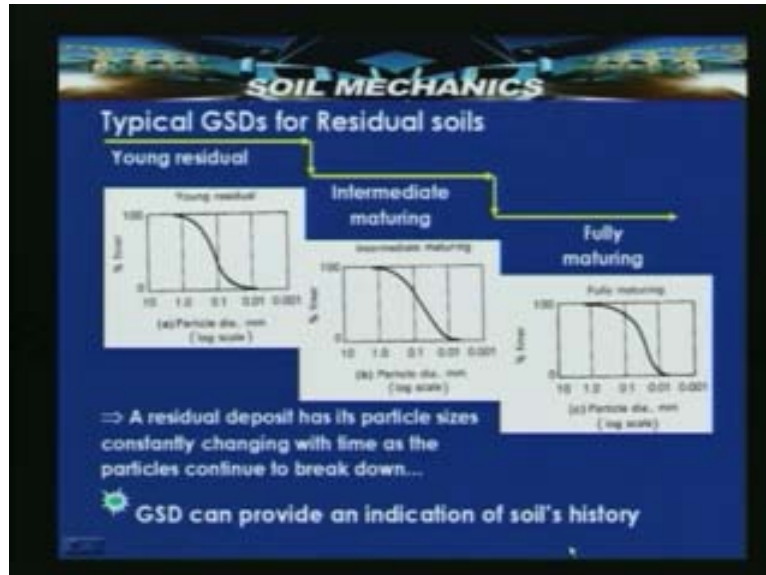 SOIL MECHANICS
Typical GSDs for Residual soils
Young residual
Intermediate
maturing
Fully
maturing
Young residual
100
% finer
0
10 1.0 0.1 0.01 0.001
(a) Particle dia., mm
(log scale)
Intermediate maturing
100
% finer
0
10 1.0 0.1 0.01 0.001
(b) Particle dia., mm
(log scale)
Fully maturing
100
% finer
0
10 1.0 0.1 0.01 0.001
(c) Particle dia., mm
(log scale)
⇒ A residual deposit has its particle sizes
constantly changing with time as the
particles continue to break down...
GSD can provide an indication of soil's history